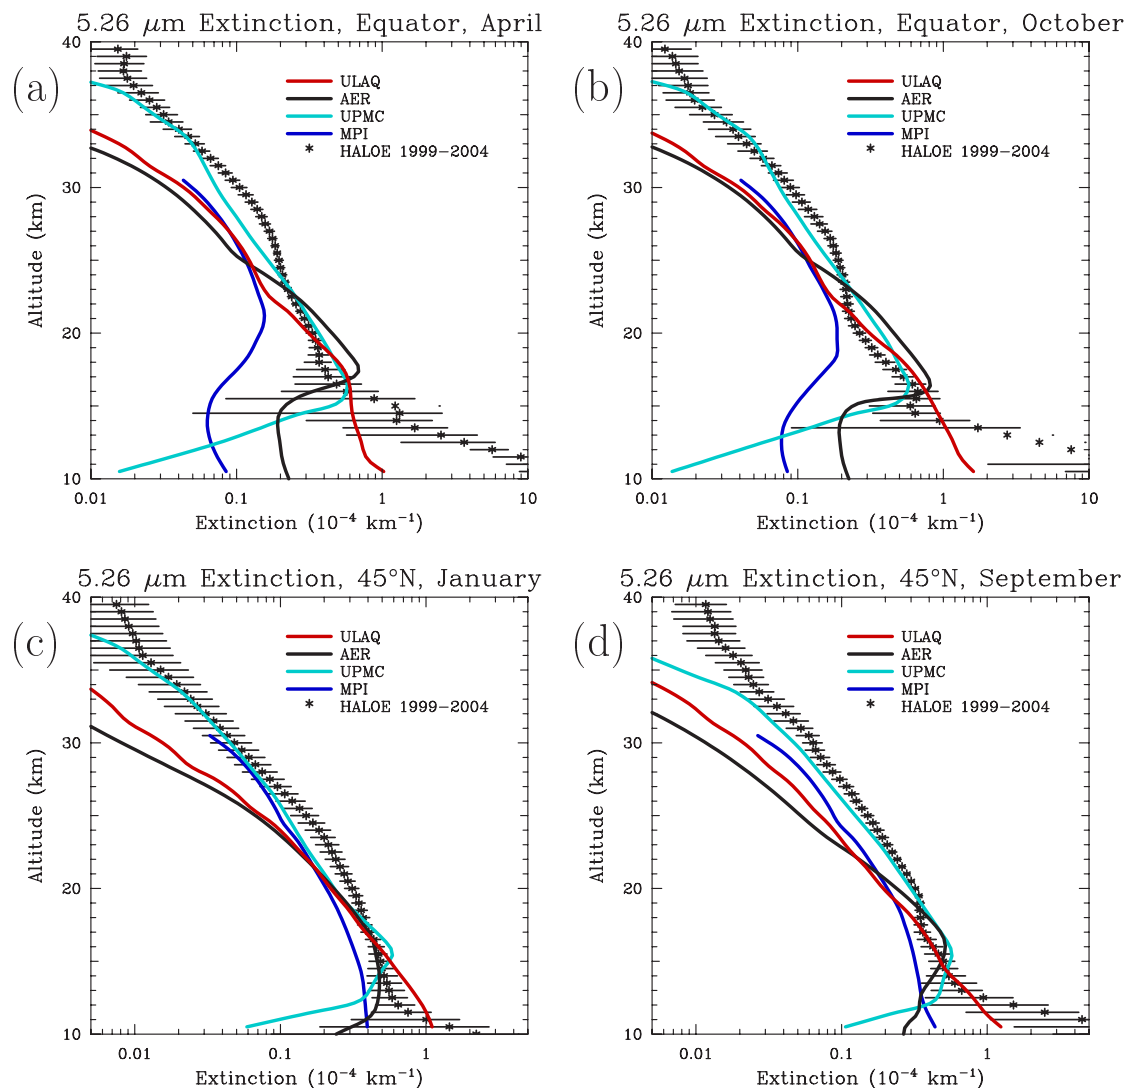 5.26 μm Extinction, Equator, April
(a)
ULAQ
AER
UPMC
MPI
HALOE 1999−2004
40
30
20
10
Altitude (km)
0.01 0.1 1 10
Extinction (10⁻⁴ km⁻¹)
5.26 μm Extinction, Equator, October
(b)
ULAQ
AER
UPMC
MPI
HALOE 1999−2004
40
30
20
10
Altitude (km)
0.01 0.1 1 10
Extinction (10⁻⁴ km⁻¹)
5.26 μm Extinction, 45°N, January
(c)
ULAQ
AER
UPMC
MPI
HALOE 1999−2004
40
30
20
10
Altitude (km)
0.01 0.1 1
Extinction (10⁻⁴ km⁻¹)
5.26 μm Extinction, 45°N, September
(d)
ULAQ
AER
UPMC
MPI
HALOE 1999−2004
40
30
20
10
Altitude (km)
0.01 0.1 1
Extinction (10⁻⁴ km⁻¹)